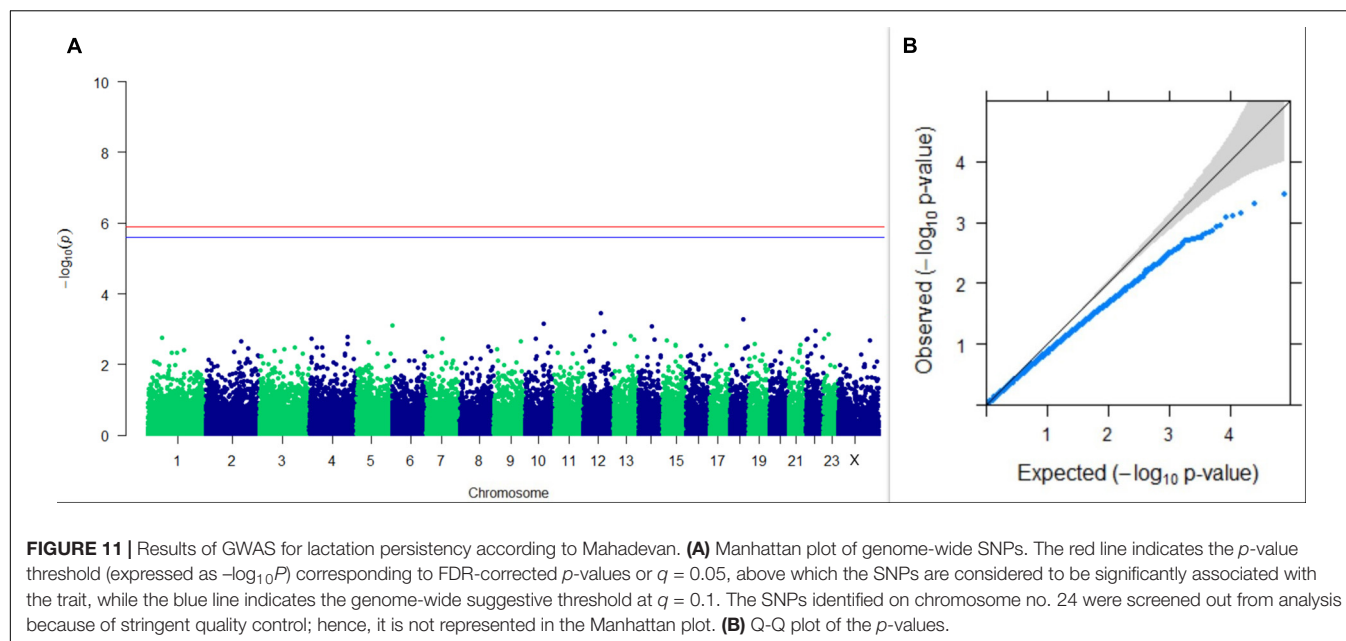 A
10
8
6
4
2
0
−log10(p)
1 2 3 4 5 6 7 8 9 10 11 12 13 15 17 19 21 23 X
Chromosome
B
Observed (−log10 p-value)
4
3
2
1
1 2 3 4
Expected (−log10 p-value)
FIGURE 11 | Results of GWAS for lactation persistency according to Mahadevan. (A) Manhattan plot of genome-wide SNPs. The red line indicates the p-value
threshold (expressed as –log10P) corresponding to FDR-corrected p-values or q = 0.05, above which the SNPs are considered to be significantly associated with
the trait, while the blue line indicates the genome-wide suggestive threshold at q = 0.1. The SNPs identified on chromosome no. 24 were screened out from analysis
because of stringent quality control; hence, it is not represented in the Manhattan plot. (B) Q-Q plot of the p-values.